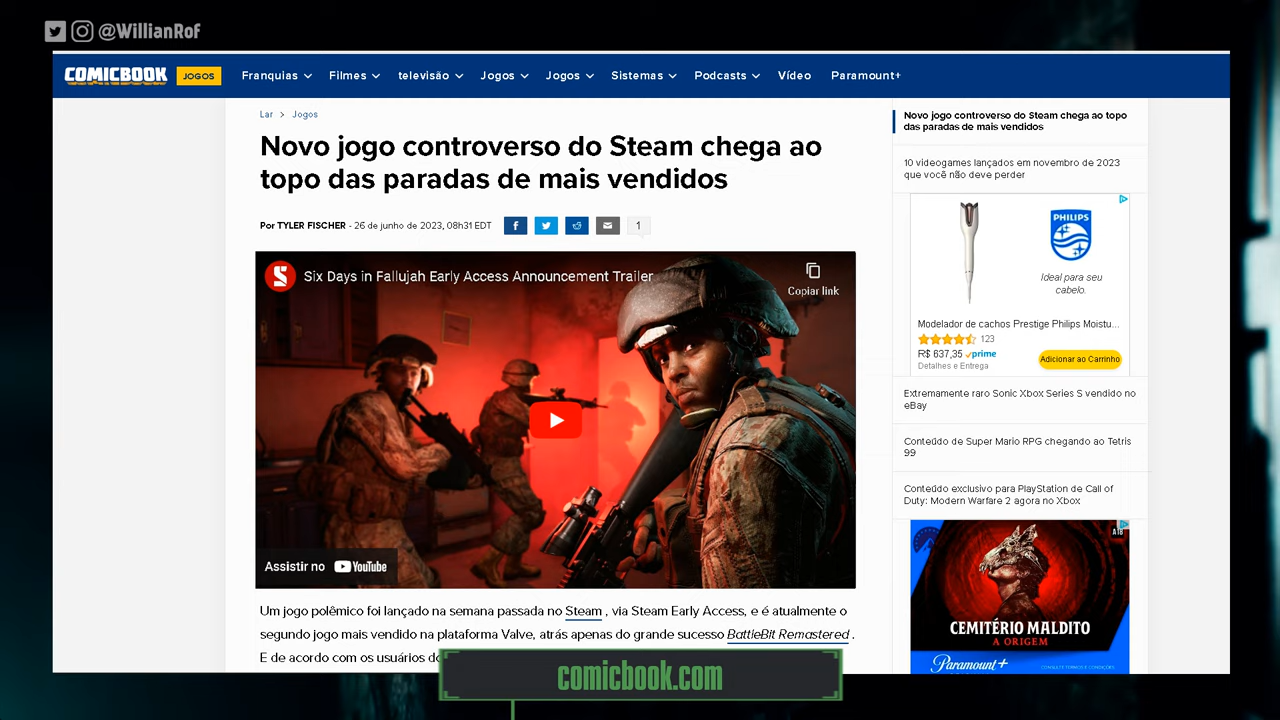 @WillianRof
COMICBOOK JOGOS Franquias Filmes televisão Jogos Jogos Sistemas Podcasts Vídeo Paramount+
Lar > Jogos
Novo jogo controverso do Steam chega ao
topo das paradas de mais vendidos
Por TYLER FISCHER - 26 de junho de 2023, 08h31 EDT
1
Six Days in Fallujah Early Access Announcement Trailer
Copiar link
Assistir no YouTube
Um jogo polêmico foi lançado na semana passada no Steam , via Steam Early Access, e é atualmente o
segundo jogo mais vendido na plataforma Valve, atrás apenas do grande sucesso BattleBit Remastered .
E de acordo com os usuários do
Novo jogo controverso do Steam chega ao topo
das paradas de mais vendidos
10 videogames lançados em novembro de 2023
que você não deve perder
PHILIPS
Ideal para seu
cabelo.
Modelador de cachos Prestige Philips Moistu...
123
R$ 637,35 prime
Detalhes e Entrega
Adicionar ao Carrinho
Extremamente raro Sonic Xbox Series S vendido no
eBay
Conteúdo de Super Mario RPG chegando ao Tetris
99
Conteúdo exclusivo para PlayStation de Call of
Duty: Modern Warfare 2 agora no Xbox
A18
CEMITÉRIO MALDITO
A ORIGEM
Paramount+
CONSULTE TERMOS E CONDIÇÕES
comicbook.com